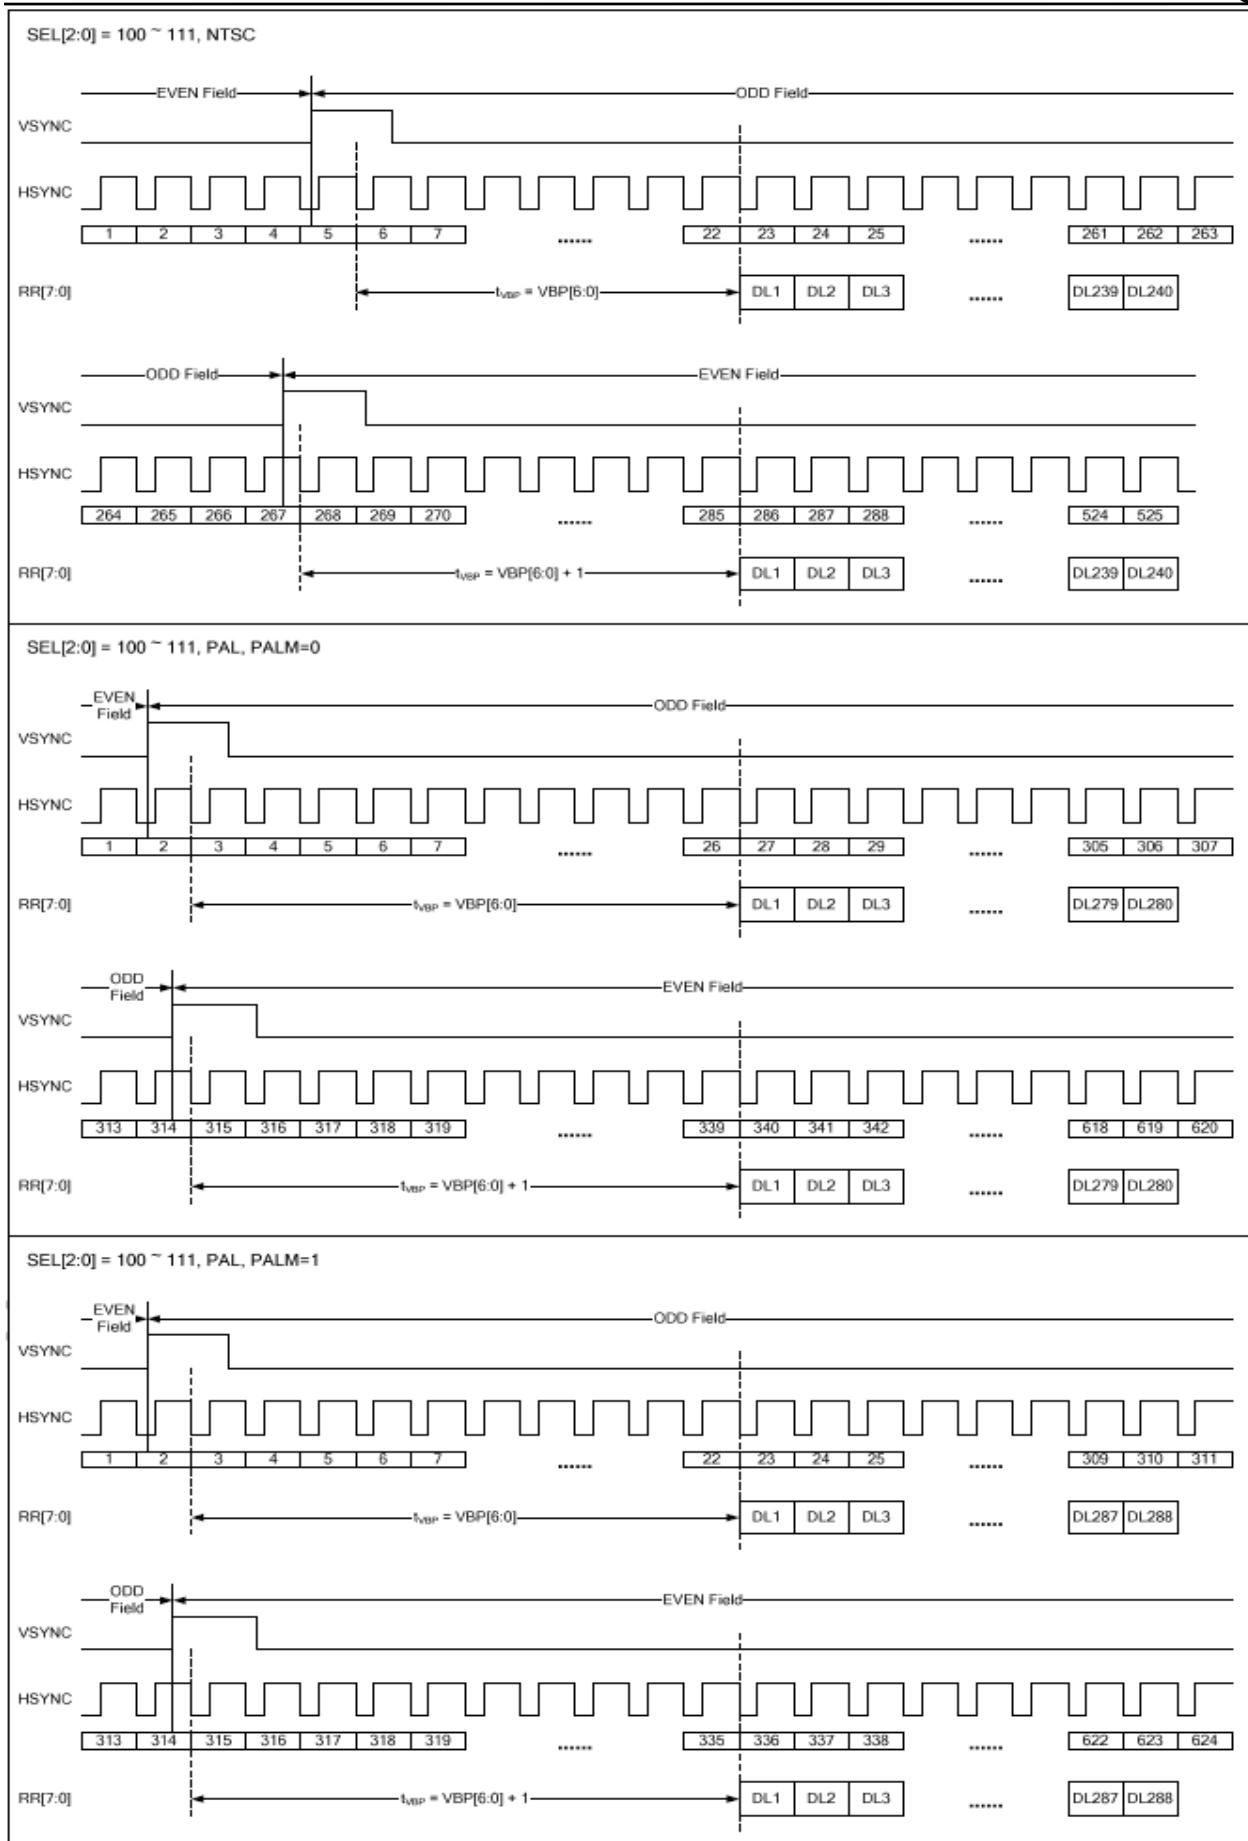 SEL[2:0] = 100 ~ 111, NTSC
EVEN Field ODD Field
VSYNC
HSYNC
1 2 3 4 5 6 7 ...... 22 23 24 25 ...... 261 262 263
RR[7:0] tVBP = VBP[6:0] DL1 DL2 DL3 ...... DL239 DL240
ODD Field EVEN Field
VSYNC
HSYNC
264 265 266 267 268 269 270 ...... 285 286 287 288 ...... 524 525
RR[7:0] tVBP = VBP[6:0] + 1 DL1 DL2 DL3 ...... DL239 DL240
SEL[2:0] = 100 ~ 111, PAL, PALM=0
EVEN Field ODD Field
VSYNC
HSYNC
1 2 3 4 5 6 7 ...... 26 27 28 29 ...... 305 306 307
RR[7:0] tVBP = VBP[6:0] DL1 DL2 DL3 ...... DL279 DL280
ODD Field EVEN Field
VSYNC
HSYNC
313 314 315 316 317 318 319 ...... 339 340 341 342 ...... 618 619 620
RR[7:0] tVBP = VBP[6:0] + 1 DL1 DL2 DL3 ...... DL279 DL280
SEL[2:0] = 100 ~ 111, PAL, PALM=1
EVEN Field ODD Field
VSYNC
HSYNC
1 2 3 4 5 6 7 ...... 22 23 24 25 ...... 309 310 311
RR[7:0] tVBP = VBP[6:0] DL1 DL2 DL3 ...... DL287 DL288
ODD Field EVEN Field
VSYNC
HSYNC
313 314 315 316 317 318 319 ...... 335 336 337 338 ...... 622 623 624
RR[7:0] tVBP = VBP[6:0] + 1 DL1 DL2 DL3 ...... DL287 DL288